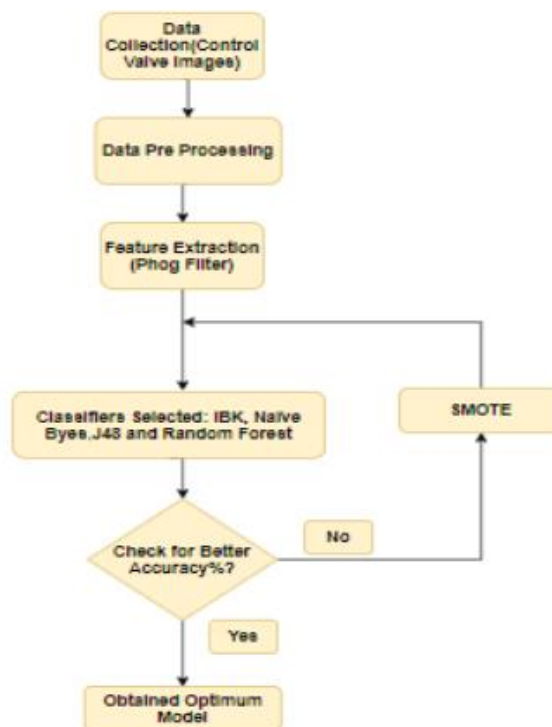 Data
Collection(Control
Valve Images)
Data Pre Processing
Feature Extraction
(Phog Filter)
Classifiers Selected: IBK, Naïve
Byes,J48 and Random Forest
SMOTE
Check for Better
Accuracy%?
No
Yes
Obtained Optimum
Model